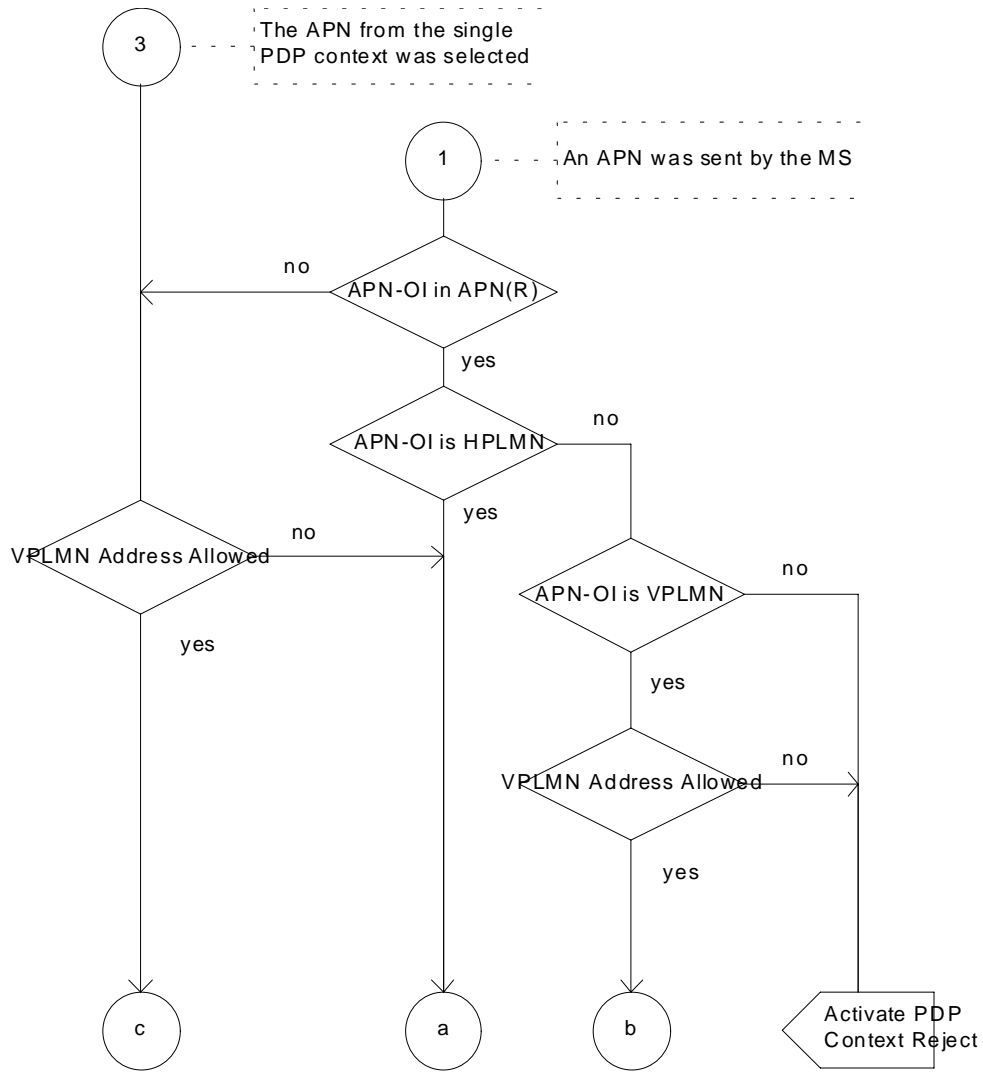 3
The APN from the single
PDP context was selected
1
An APN was sent by the MS
no
APN-OI in APN(R)
yes
no
APN-OI is HPLMN
yes
no
VPLMN Address Allowed
no
APN-OI is VPLMN
yes
yes
no
VPLMN Address Allowed
yes
c
a
b
Activate PDP
Context Reject